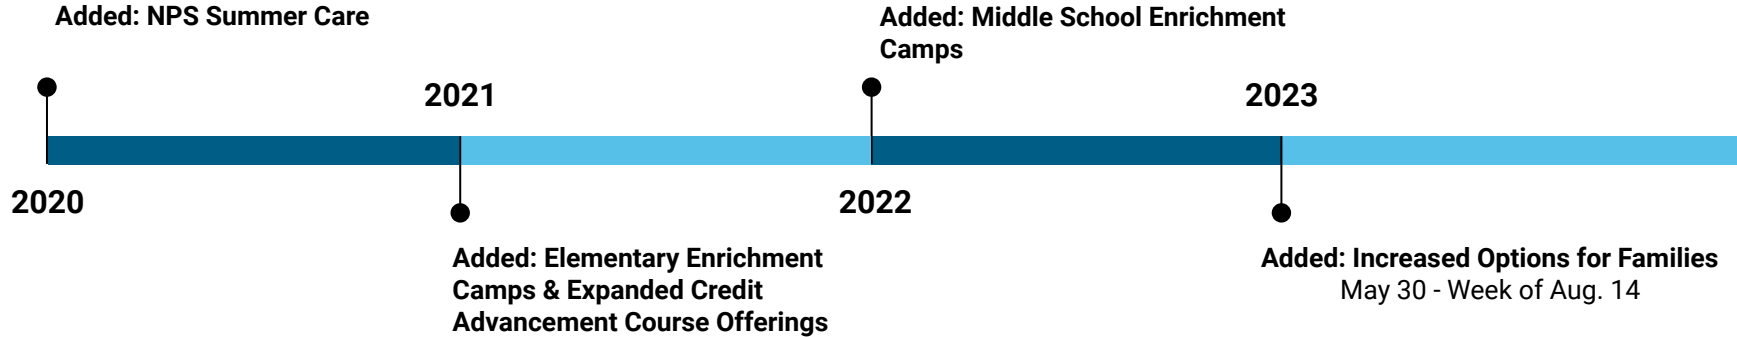 Added: NPS Summer Care
2020
2021
Added: Elementary Enrichment
Camps & Expanded Credit
Advancement Course Offerings
Added: Middle School Enrichment
Camps
2022
2023
Added: Increased Options for Families
May 30 - Week of Aug. 14